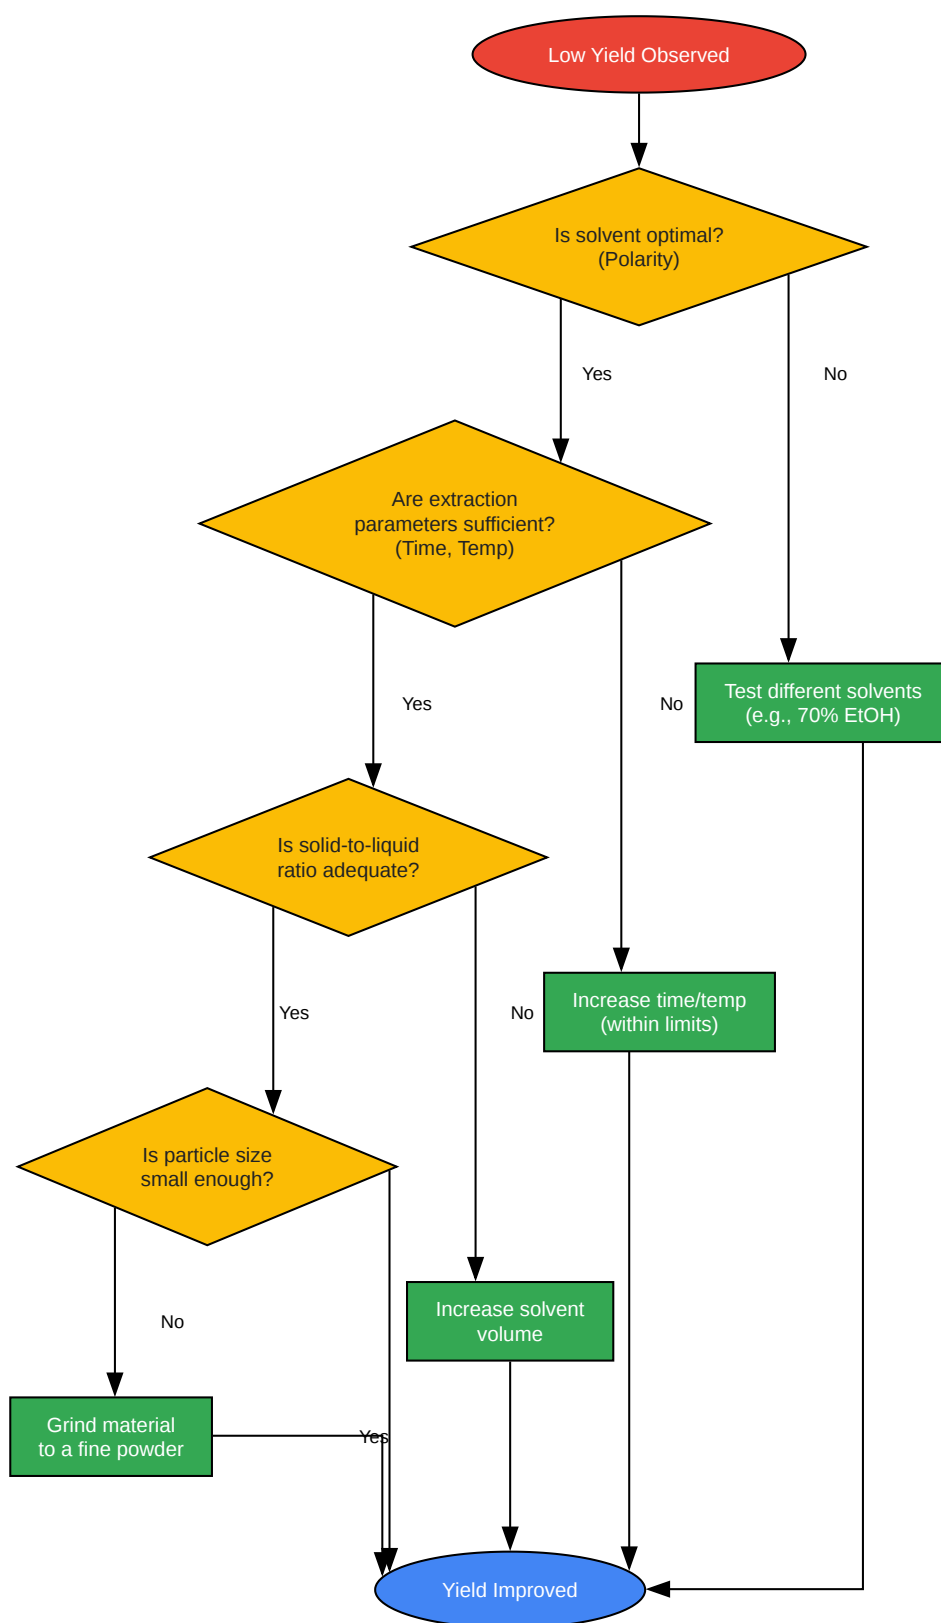 Low Yield Observed
Is solvent optimal?
(Polarity)
Yes
No
Are extraction
parameters sufficient?
(Time, Temp)
Test different solvents
(e.g., 70% EtOH)
Yes
No
Is solid-to-liquid
ratio adequate?
Increase time/temp
(within limits)
Yes
No
Is particle size
small enough?
Increase solvent
volume
No
Grind material
to a fine powder
Yes
Yield Improved